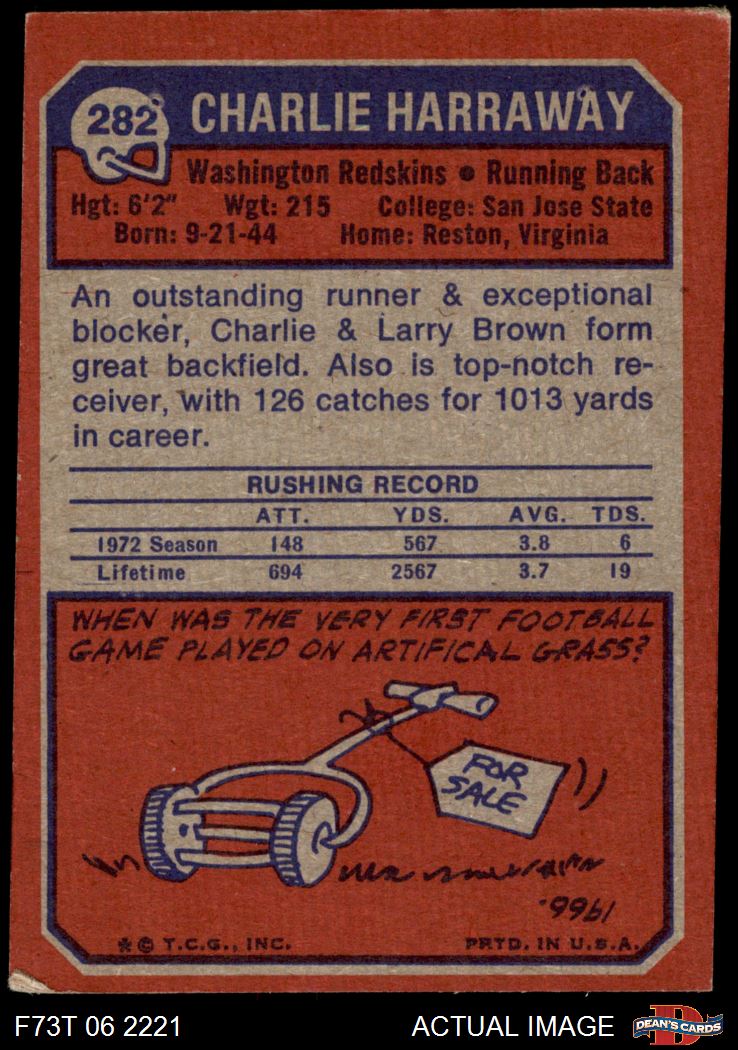 282
CHARLIE HARRAWAY
Washington Redskins • Running Back
Hgt: 6'2" Wgt: 215 College: San Jose State
Born: 9-21-44 Home: Reston, Virginia
An outstanding runner & exceptional
blocker, Charlie & Larry Brown form
great backfield. Also is top-notch re-
ceiver, with 126 catches for 1013 yards
in career.
RUSHING RECORD
ATT. YDS. AVG. TDS.
1972 Season 148 567 3.8 6
Lifetime 694 2567 3.7 19
WHEN WAS THE VERY FIRST FOOTBALL
GAME PLAYED ON ARTIFICAL GRASS?
FOR
SALE
1966.
* © T.C.G., INC. PRTD. IN U.S.A.
F73T 06 2221 ACTUAL IMAGE
D
DEAN'S CARDS